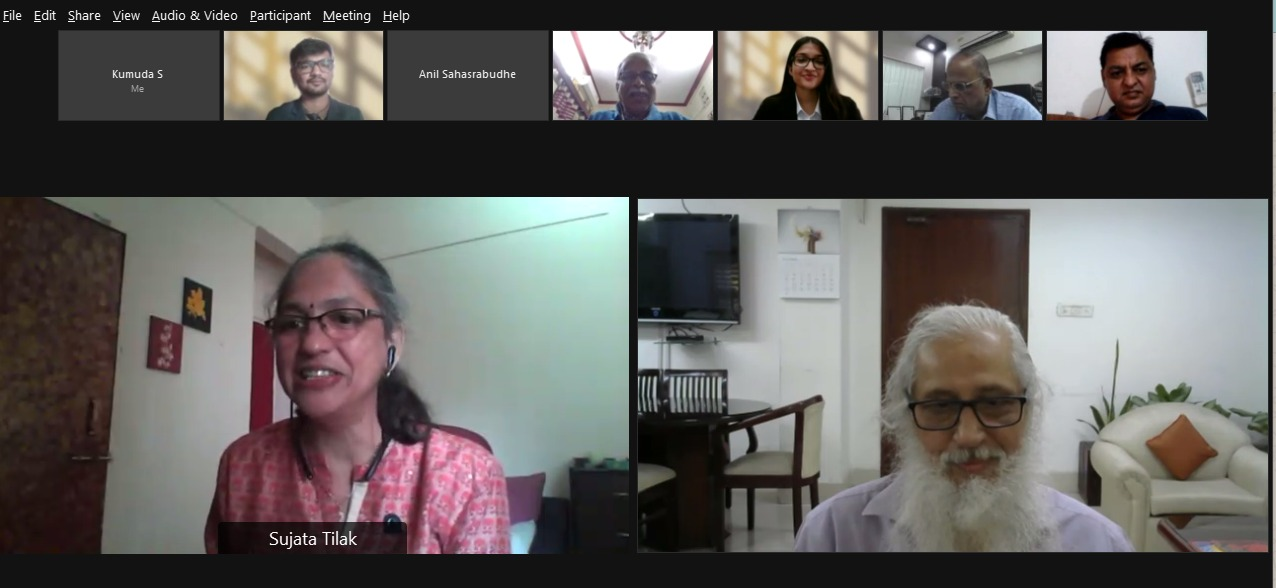 File Edit Share View Audio & Video Participant Meeting Help
Kumuda S
Me
Anil Sahasrabudhe
Sujata Tilak